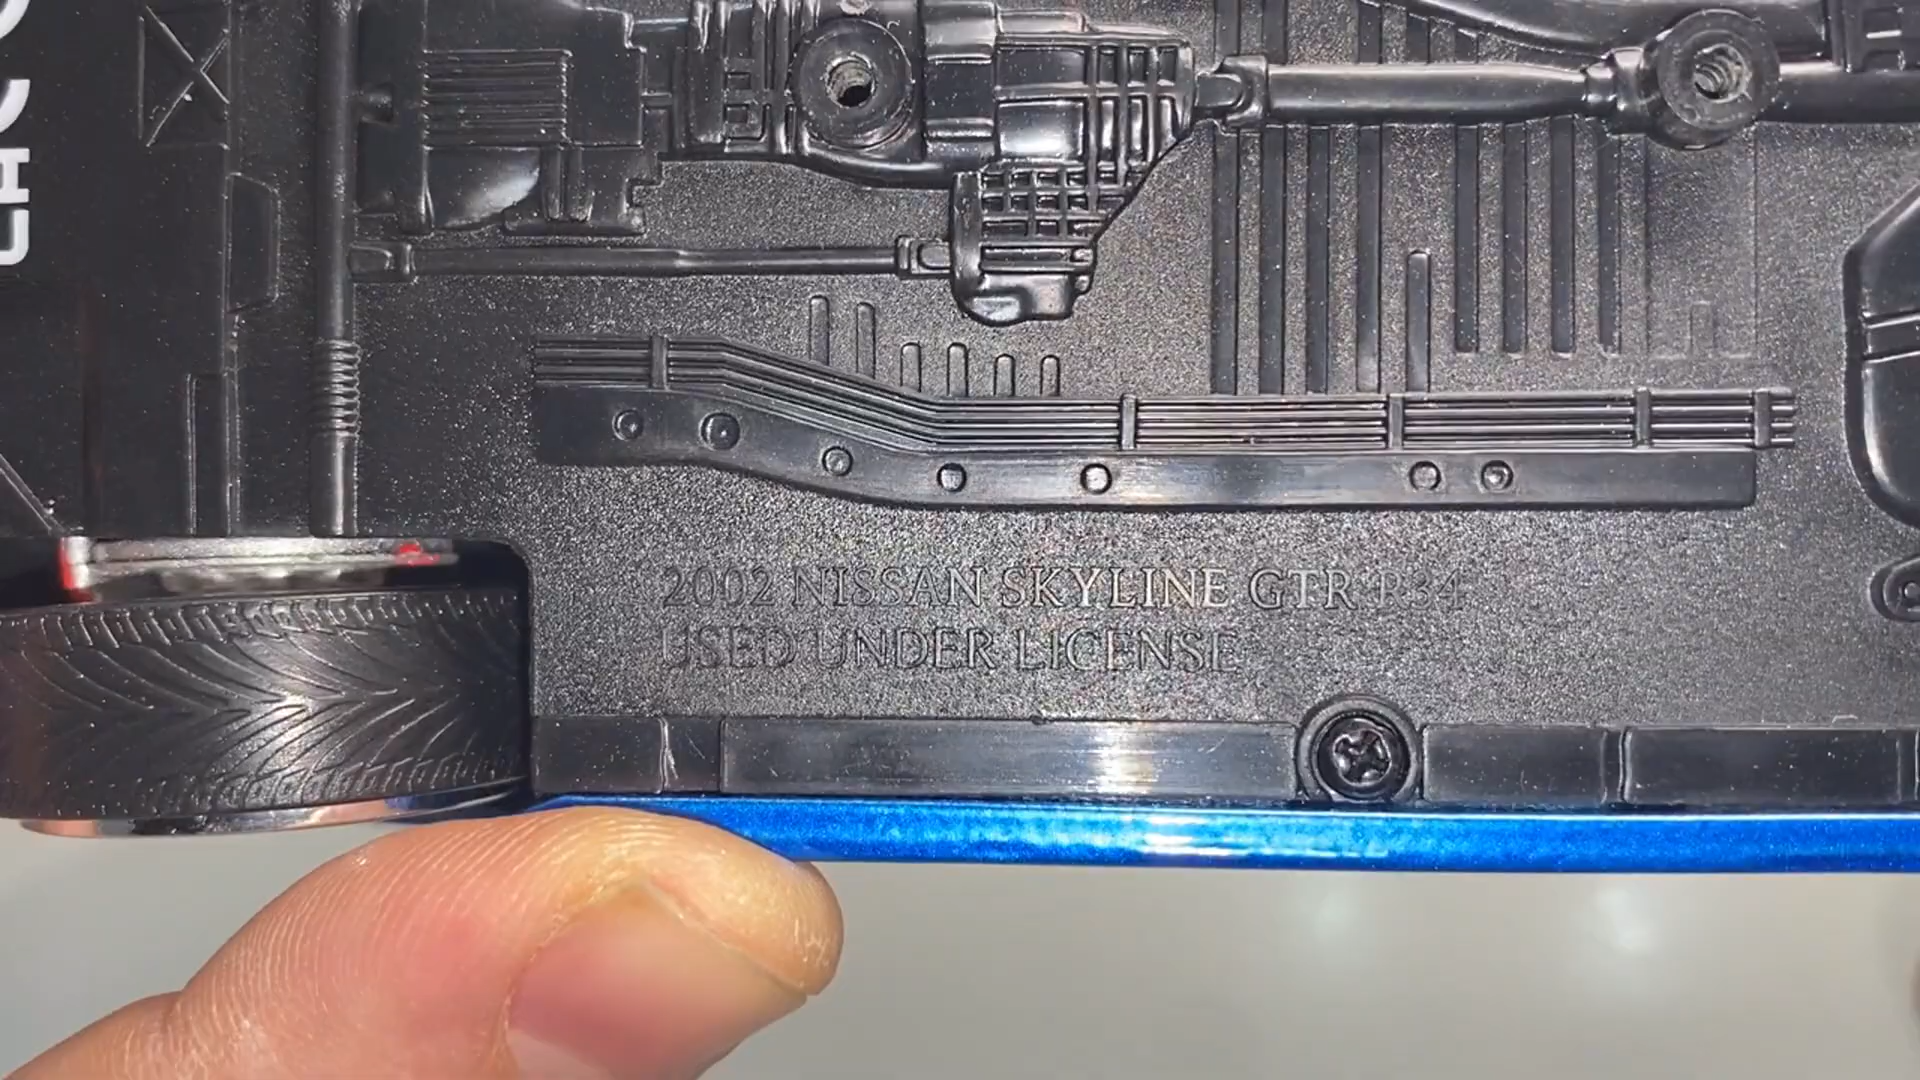 2002 NISSAN SKYLINE GTR R34
USED UNDER LICENSE